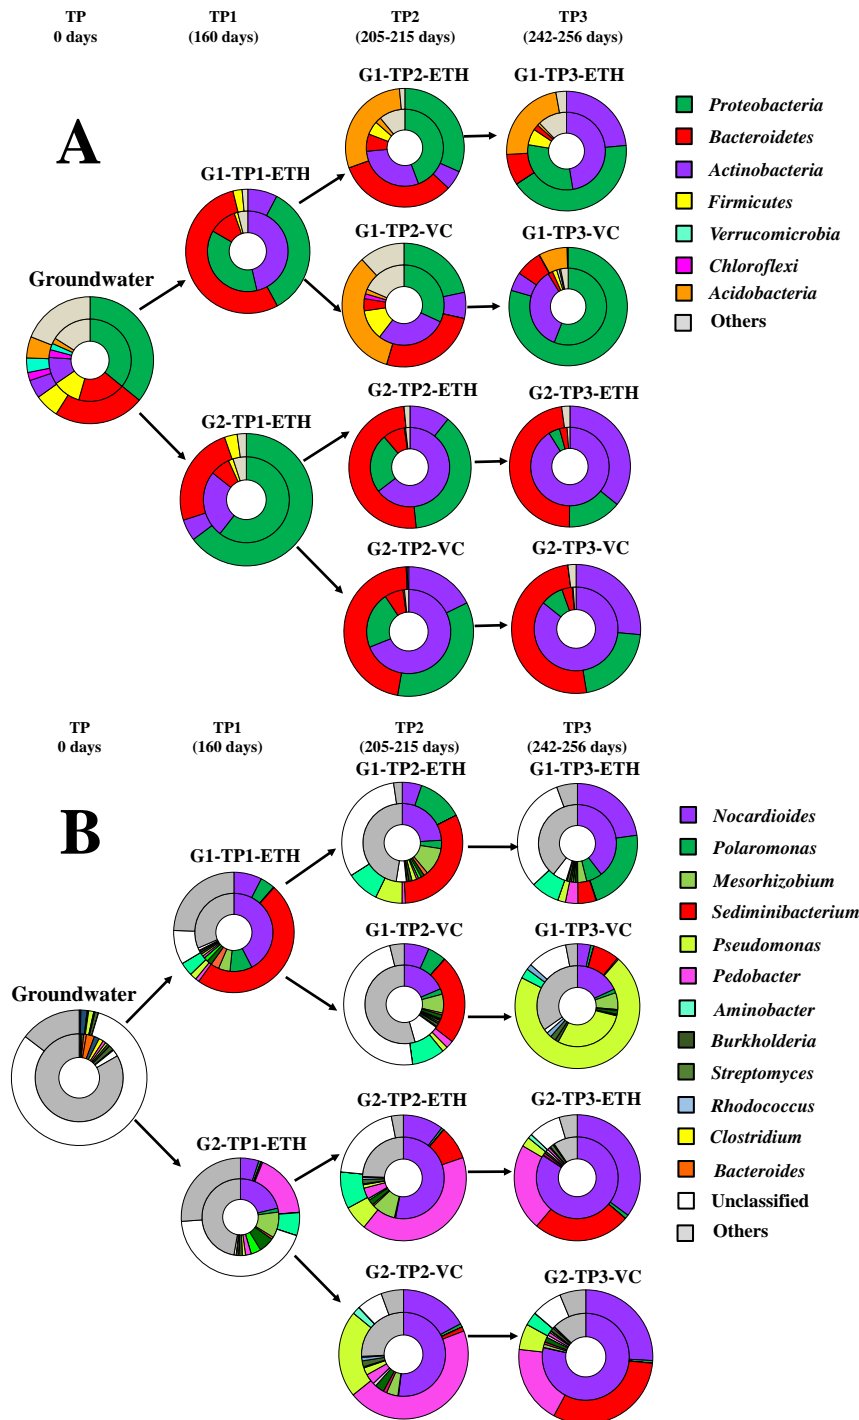 TP
0 days
TP1
(160 days)
TP2
(205-215 days)
TP3
(242-256 days)
A
G1-TP2-ETH
G1-TP3-ETH
G1-TP1-ETH
G1-TP2-VC
G1-TP3-VC
Groundwater
G2-TP2-ETH
G2-TP3-ETH
G2-TP1-ETH
G2-TP2-VC
G2-TP3-VC
Proteobacteria
Bacteroidetes
Actinobacteria
Firmicutes
Verrucomicrobia
Chloroflexi
Acidobacteria
Others
TP
0 days
TP1
(160 days)
TP2
(205-215 days)
TP3
(242-256 days)
B
G1-TP2-ETH
G1-TP3-ETH
G1-TP1-ETH
G1-TP2-VC
G1-TP3-VC
Groundwater
G2-TP2-ETH
G2-TP3-ETH
G2-TP1-ETH
G2-TP2-VC
G2-TP3-VC
Nocardioides
Polaromonas
Mesorhizobium
Sediminibacterium
Pseudomonas
Pedobacter
Aminobacter
Burkholderia
Streptomyces
Rhodococcus
Clostridium
Bacteroides
Unclassified
Others